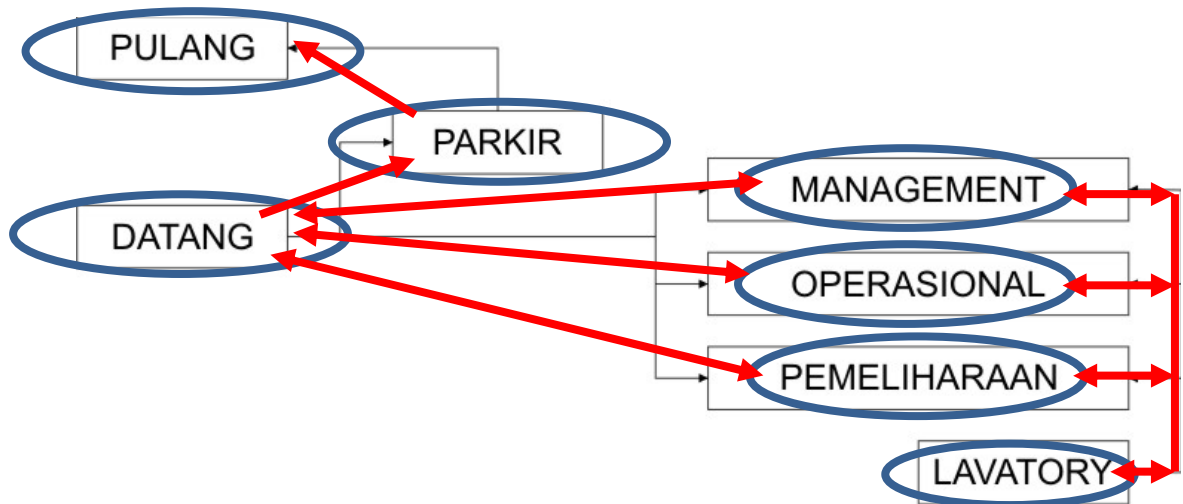 PULANG
PARKIR
MANAGEMENT
DATANG
OPERASIONAL
PEMELIHARAAN
LAVATORY